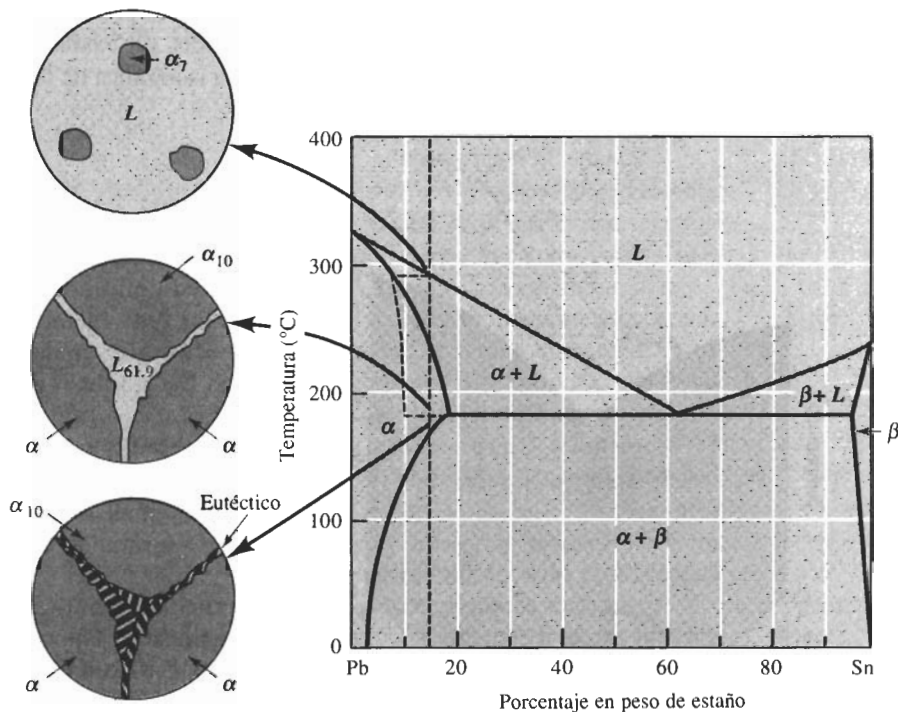 α₇
L
α₁₀
L₆₁.₉
α
α
α₁₀
Eutéctico
α
α
Temperatura (°C)
400
300
200
100
0
L
α + L
β + L
α
β
α + β
Pb
20
40
60
80
Sn
Porcentaje en peso de estaño